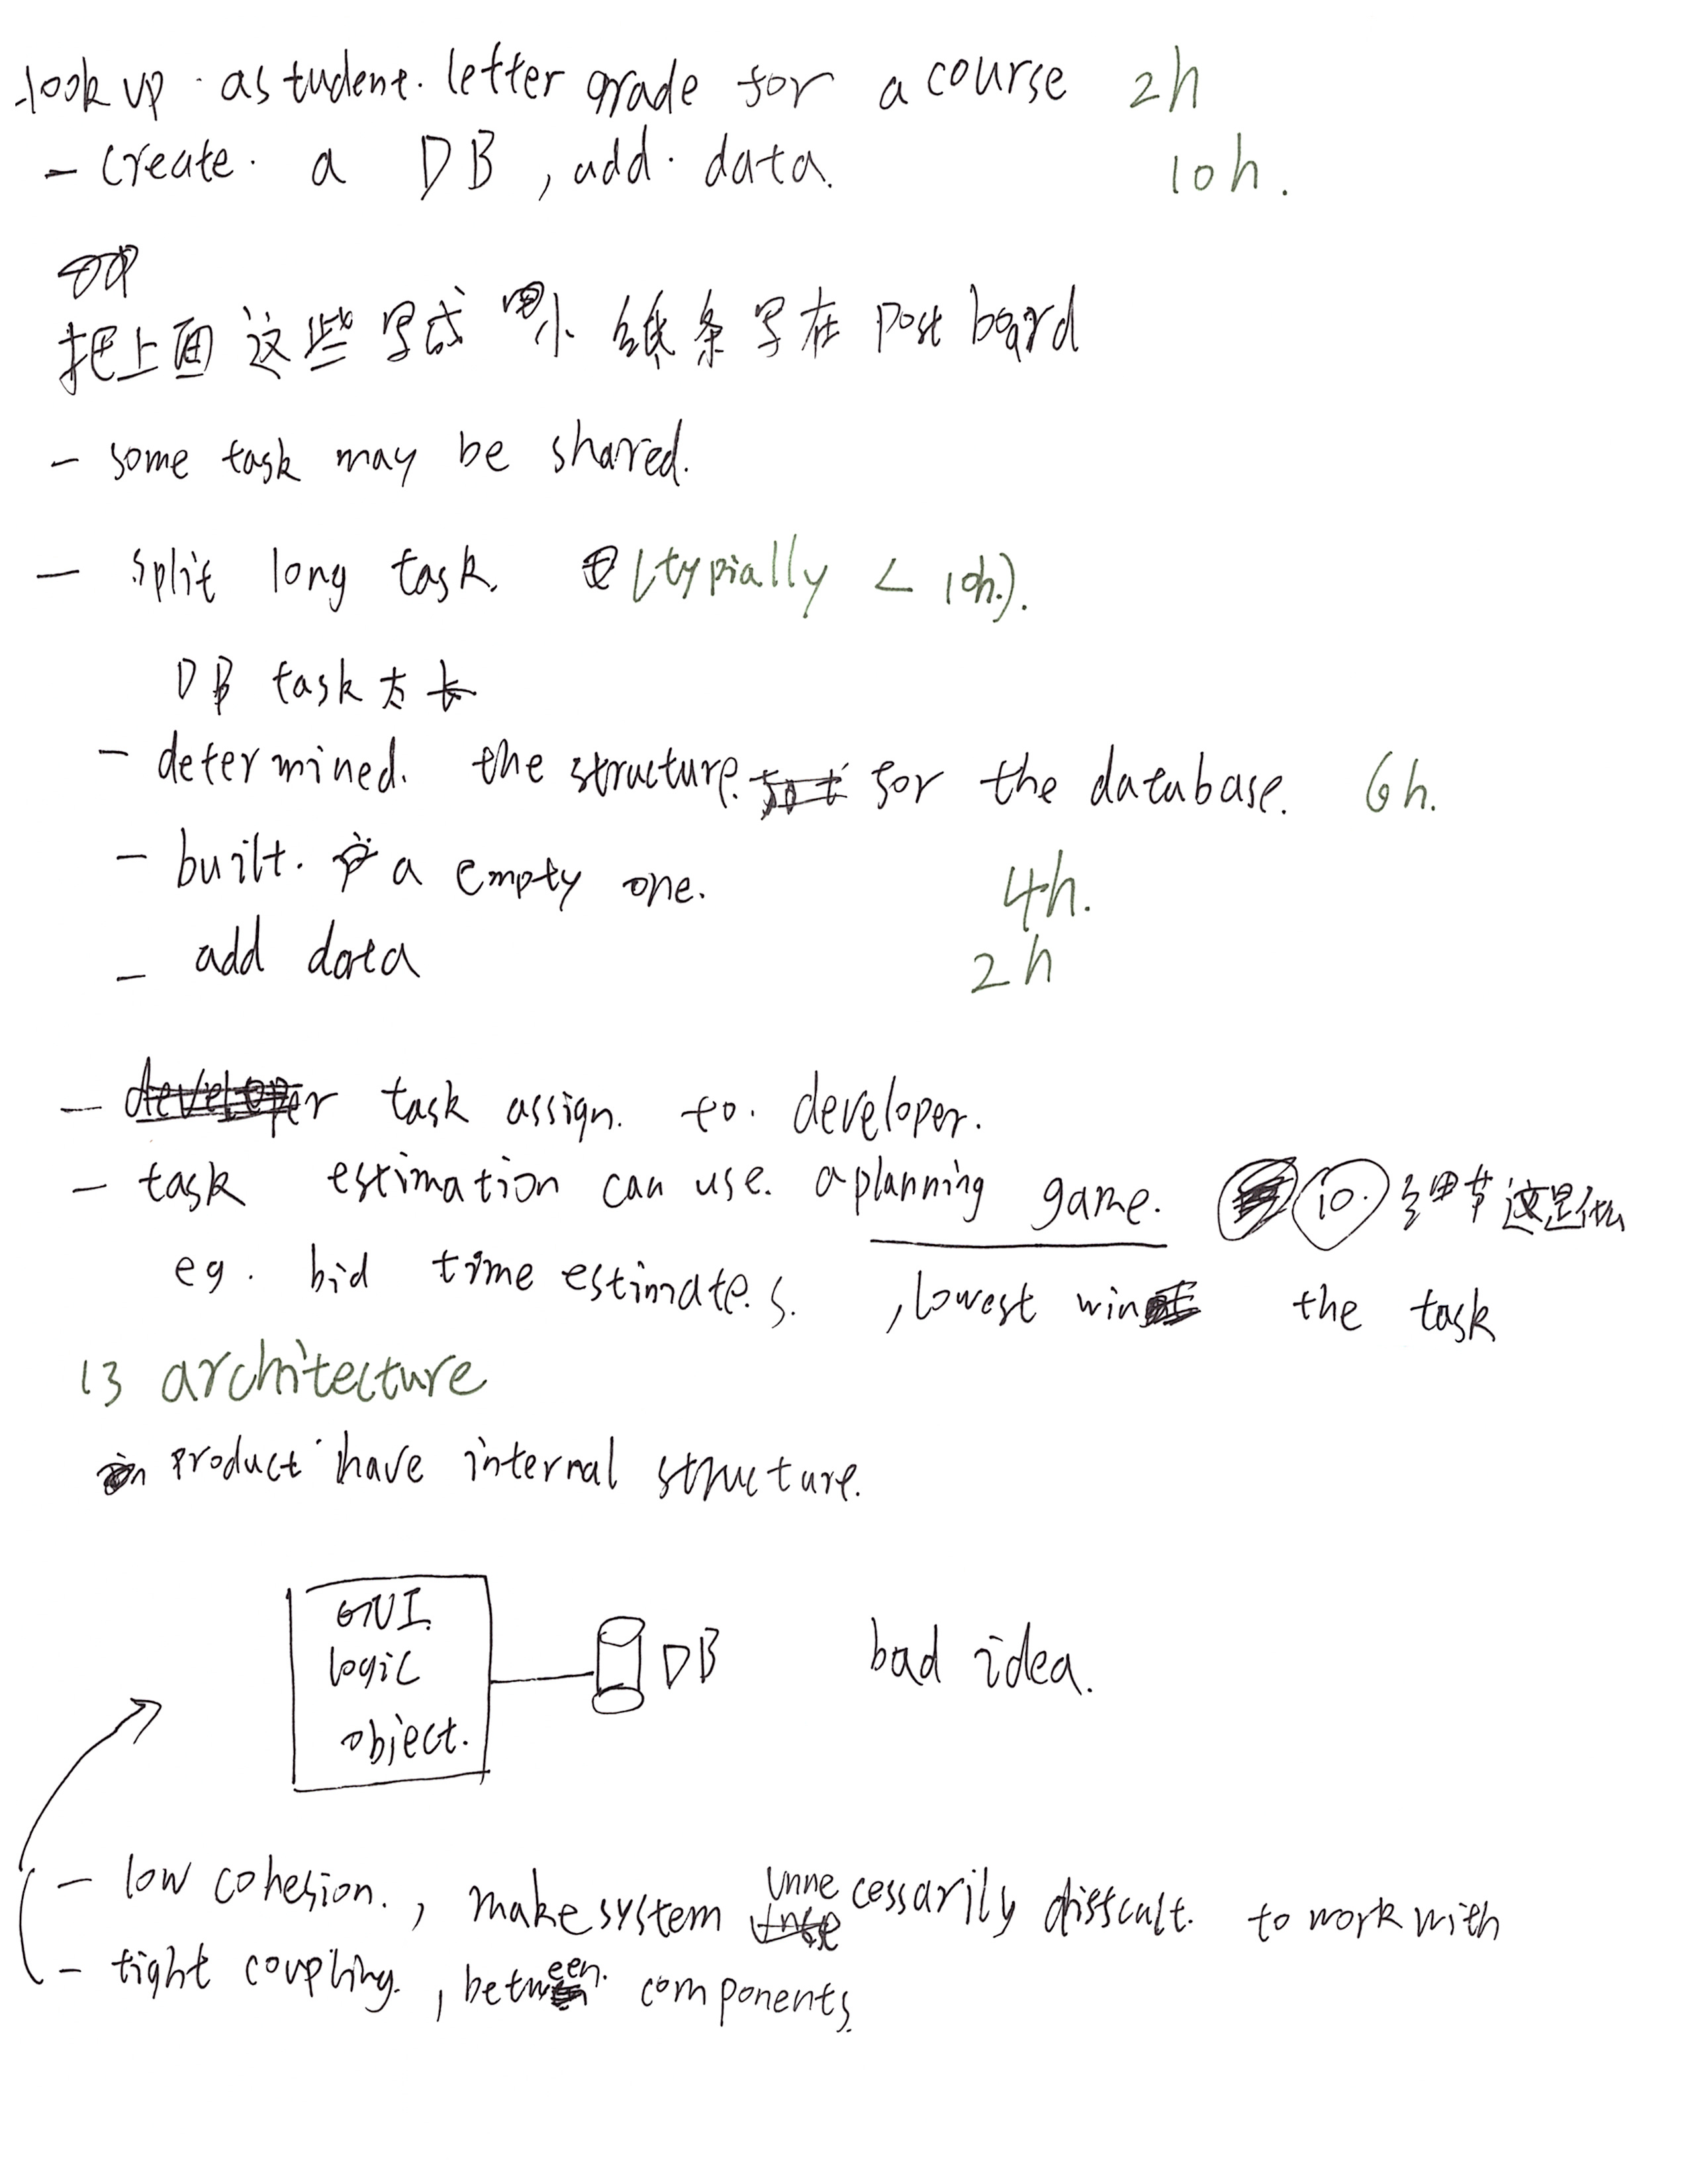 -look up a student letter grade for a course 2h
- create a DB, add data. 10h.
把上面这些写成小纸条写在 post board
- some task may be shared.
- split long task. (typially < 10h.).
DB task 太长
- determined. the structure. for the database. 6h.
- built. a empty one. 4h.
- add data 2h
- task assign. to developer.
- task estimation can use. a planning game. 10. 细节这是什么
eg. bid time estimates. , lowest win the task
13 architecture
product have internal structure.
GUI.
logic
object.
DB
bad idea.
- low cohesion. , make system unnecessarily diffcult. to work with
- tight coupling. , between. components.